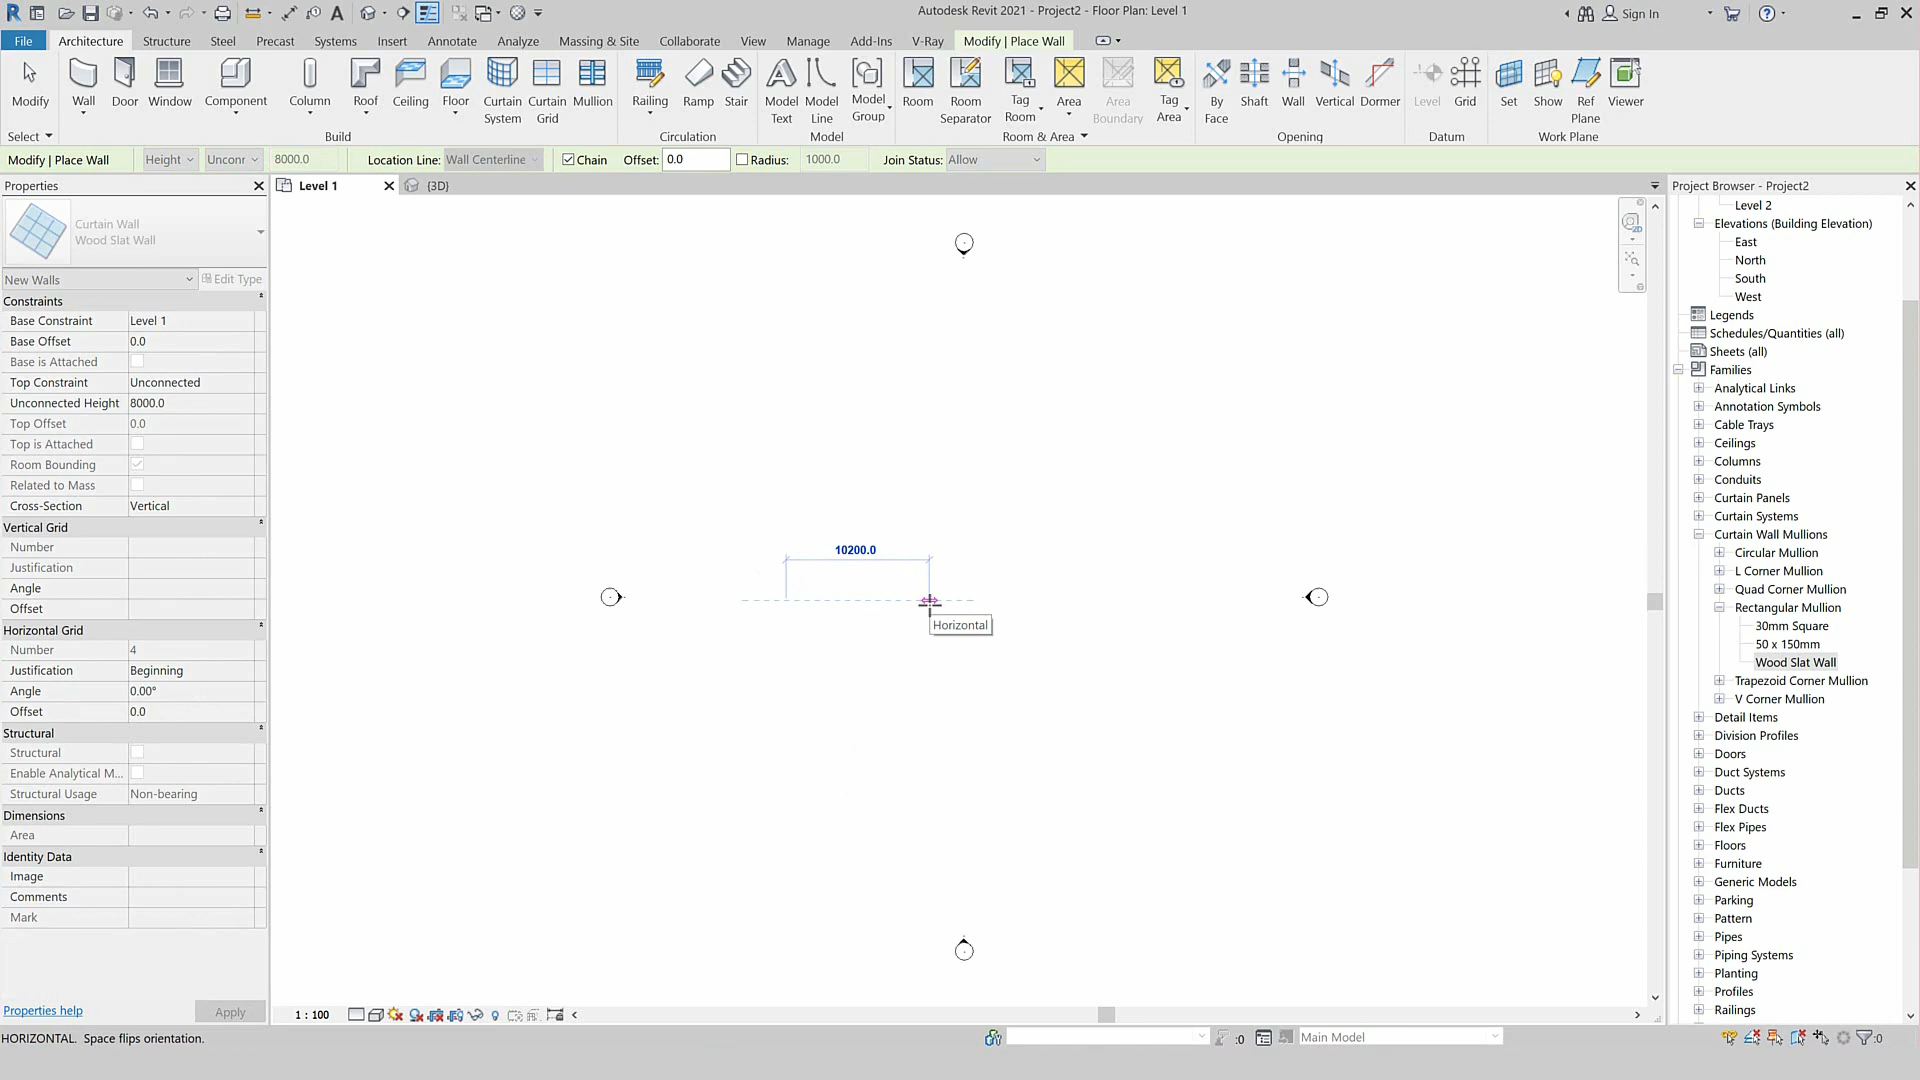 Autodesk Revit 2021 - Project2 - Floor Plan: Level 1
Sign In
File
Architecture
Structure
Steel
Precast
Systems
Insert
Annotate
Analyze
Massing & Site
Collaborate
View
Manage
Add-Ins
V-Ray
Modify | Place Wall
Modify
Wall
Door
Window
Component
Column
Roof
Ceiling
Floor
Curtain System
Curtain Grid
Mullion
Railing
Ramp
Stair
Model Text
Model Line
Model Group
Room
Room Separator
Tag Room
Area
Area Boundary
Tag Area
By Face
Shaft
Wall
Vertical
Dormer
Level
Grid
Set
Show
Ref Plane
Viewer
Select
Build
Circulation
Model
Room & Area
Opening
Datum
Work Plane
Modify | Place Wall
Height
Unconr
8000.0
Location Line: Wall Centerline
Chain
Offset: 0.0
Radius: 1000.0
Join Status: Allow
Properties
Level 1
{3D}
Project Browser - Project2
Curtain Wall
Wood Slat Wall
New Walls
Edit Type
Constraints
Base Constraint Level 1
Base Offset 0.0
Base is Attached
Top Constraint Unconnected
Unconnected Height 8000.0
Top Offset 0.0
Top is Attached
Room Bounding
Related to Mass
Cross-Section Vertical
Vertical Grid
Number
Justification
Angle
Offset
Horizontal Grid
Number 4
Justification Beginning
Angle 0.00°
Offset 0.0
Structural
Structural
Enable Analytical M...
Structural Usage Non-bearing
Dimensions
Area
Identity Data
Image
Comments
Mark
Properties help
Apply
10200.0
Horizontal
2D
Level 2
Elevations (Building Elevation)
East
North
South
West
Legends
Schedules/Quantities (all)
Sheets (all)
Families
Analytical Links
Annotation Symbols
Cable Trays
Ceilings
Columns
Conduits
Curtain Panels
Curtain Systems
Curtain Wall Mullions
Circular Mullion
L Corner Mullion
Quad Corner Mullion
Rectangular Mullion
30mm Square
50 x 150mm
Wood Slat Wall
Trapezoid Corner Mullion
V Corner Mullion
Detail Items
Division Profiles
Doors
Duct Systems
Ducts
Flex Ducts
Flex Pipes
Floors
Furniture
Generic Models
Parking
Pattern
Pipes
Piping Systems
Planting
Profiles
Railings
1 : 100
HORIZONTAL. Space flips orientation.
:0
Main Model
:0